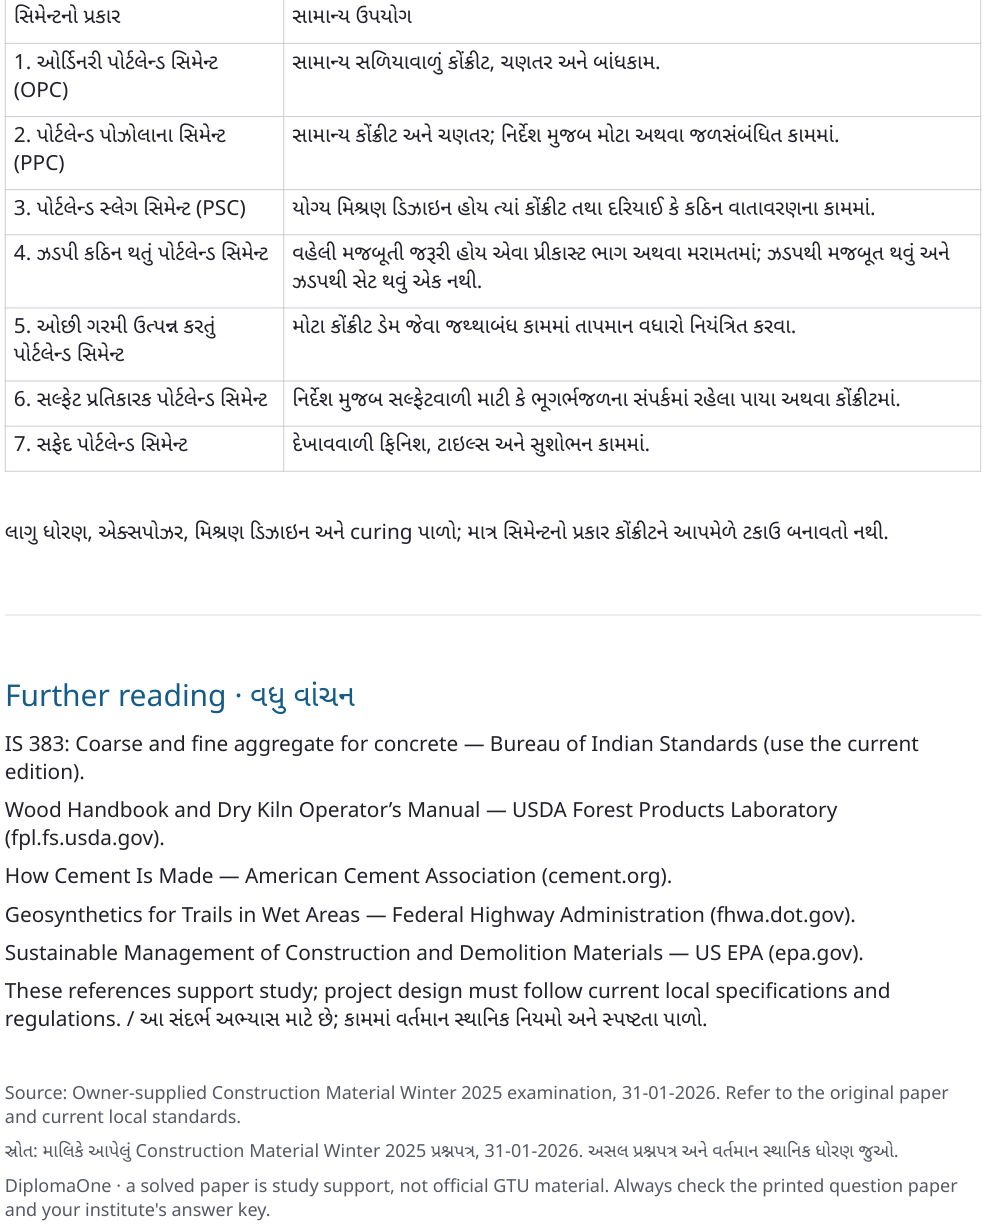 સિમેન્ટનો પ્રકાર
સામાન્ય ઉપયોગ
1. ઓર્ડિનરી પોર્ટલેન્ડ સિમેન્ટ
(OPC)
સામાન્ય સળિયાવાળું કોંક્રીટ, ચણતર અને બાંધકામ.
2. પોર્ટલેન્ડ પોઝોલાના સિમેન્ટ
(PPC)
સામાન્ય કોંક્રીટ અને ચણતર; નિર્દેશ મુજબ મોટા અથવા જળસંબંધિત કામમાં.
3. પોર્ટલેન્ડ સ્લેગ સિમેન્ટ (PSC)
યોગ્ય મિશ્રણ ડિઝાઇન હોય ત્યાં કોંક્રીટ તથા દરિયાઈ કે કઠિન વાતાવરણના કામમાં.
4. ઝડપી કઠિન થતું પોર્ટલેન્ડ સિમેન્ટ
વહેલી મજબૂતી જરૂરી હોય એવા પ્રીકાસ્ટ ભાગ અથવા મરામતમાં; ઝડપથી મજબૂત થવું અને
ઝડપથી સેટ થવું એક નથી.
5. ઓછી ગરમી ઉત્પન્ન કરતું
પોર્ટલેન્ડ સિમેન્ટ
મોટા કોંક્રીટ ડેમ જેવા જથ્થાબંધ કામમાં તાપમાન વધારો નિયંત્રિત કરવા.
6. સલ્ફેટ પ્રતિકારક પોર્ટલેન્ડ સિમેન્ટ
નિર્દેશ મુજબ સલ્ફેટવાળી માટી કે ભૂગર્ભજળના સંપર્કમાં રહેલા પાયા અથવા કોંક્રીટમાં.
7. સફેદ પોર્ટલેન્ડ સિમેન્ટ
દેખાવવાળી ફિનિશ, ટાઇલ્સ અને સુશોભન કામમાં.
લાગુ ધોરણ, એક્સપોઝર, મિશ્રણ ડિઝાઇન અને curing પાળો; માત્ર સિમેન્ટનો પ્રકાર કોંક્રીટને આપમેળે ટકાઉ બનાવતો નથી.
Further reading · વધુ વાંચન
IS 383: Coarse and fine aggregate for concrete — Bureau of Indian Standards (use the current
edition).
Wood Handbook and Dry Kiln Operator’s Manual — USDA Forest Products Laboratory
(fpl.fs.usda.gov).
How Cement Is Made — American Cement Association (cement.org).
Geosynthetics for Trails in Wet Areas — Federal Highway Administration (fhwa.dot.gov).
Sustainable Management of Construction and Demolition Materials — US EPA (epa.gov).
These references support study; project design must follow current local specifications and
regulations. / આ સંદર્ભ અભ્યાસ માટે છે; કામમાં વર્તમાન સ્થાનિક નિયમો અને સ્પષ્ટતા પાળો.
Source: Owner-supplied Construction Material Winter 2025 examination, 31-01-2026. Refer to the original paper
and current local standards.
સ્રોત: માલિકે આપેલું Construction Material Winter 2025 પ્રશ્નપત્ર, 31-01-2026. અસલ પ્રશ્નપત્ર અને વર્તમાન સ્થાનિક ધોરણ જુઓ.
DiplomaOne · a solved paper is study support, not official GTU material. Always check the printed question paper
and your institute's answer key.